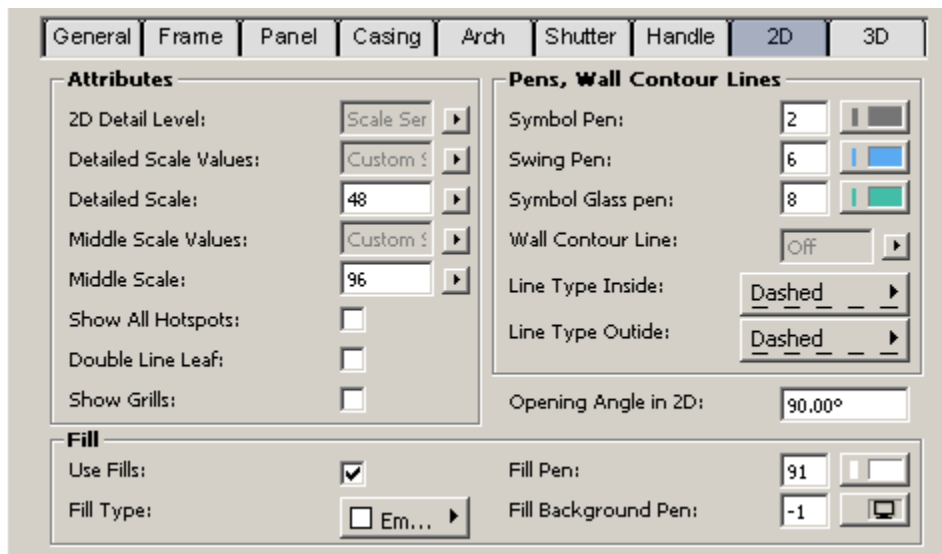 General Frame Panel Casing Arch Shutter Handle 2D 3D
Attributes
2D Detail Level: Scale Ser
Detailed Scale Values: Custom S
Detailed Scale: 48
Middle Scale Values: Custom S
Middle Scale: 96
Show All Hotspots:
Double Line Leaf:
Show Grills:
Pens, Wall Contour Lines
Symbol Pen: 2
Swing Pen: 6
Symbol Glass pen: 8
Wall Contour Line: Off
Line Type Inside: Dashed
Line Type Outide: Dashed
Opening Angle in 2D: 90.00°
Fill
Use Fills:
Fill Type: Em...
Fill Pen: 91
Fill Background Pen: -1